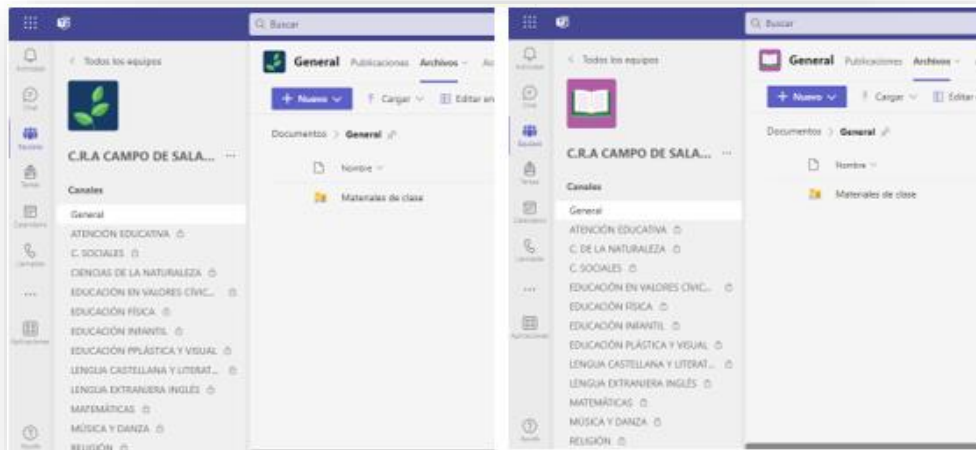 Buscar
Todos los equipos
C.R.A CAMPO DE SALA... ...
Canales
General
ATENCIÓN EDUCATIVA
C. SOCIALES
CIENCIAS DE LA NATURALEZA
EDUCACIÓN EN VALORES CÍVIC...
EDUCACIÓN FÍSICA
EDUCACIÓN INFANTIL
EDUCACIÓN PPLÁSTICA Y VISUAL
LENGUA CASTELLANA Y LITERAT...
LENGUA EXTRANJERA INGLÉS
MATEMÁTICAS
MÚSICA Y DANZA
RELIGIÓN
General Publicaciones Archivos
+ Nuevo Cargar Editar en
Documentos > General
Nombre
Materiales de clase
Buscar
Todos los equipos
C.R.A CAMPO DE SALA... ...
Canales
General
ATENCIÓN EDUCATIVA
C. DE LA NATURALEZA
C. SOCIALES
EDUCACIÓN EN VALORES CÍVIC...
EDUCACIÓN FÍSICA
EDUCACIÓN INFANTIL
EDUCACIÓN PLÁSTICA Y VISUAL
LENGUA CASTELLANA Y LITERAT...
LENGUA EXTRANJERA INGLÉS
MATEMÁTICAS
MÚSICA Y DANZA
RELIGIÓN
General Publicaciones Archivos
+ Nuevo Cargar Editar
Documentos > General
Nombre
Materiales de clase